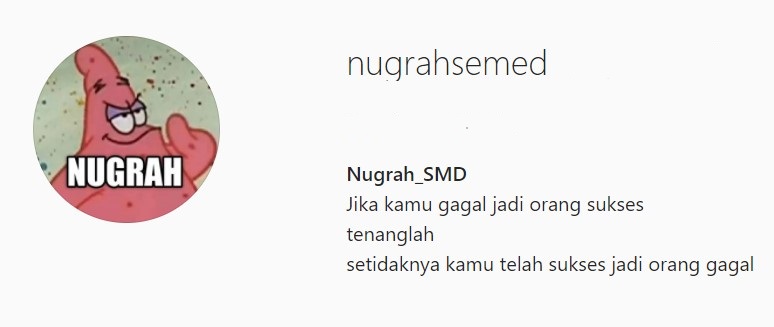 NUGRAH
nugrahsemed
Nugrah_SMD
Jika kamu gagal jadi orang sukses
tenanglah
setidaknya kamu telah sukses jadi orang gagal